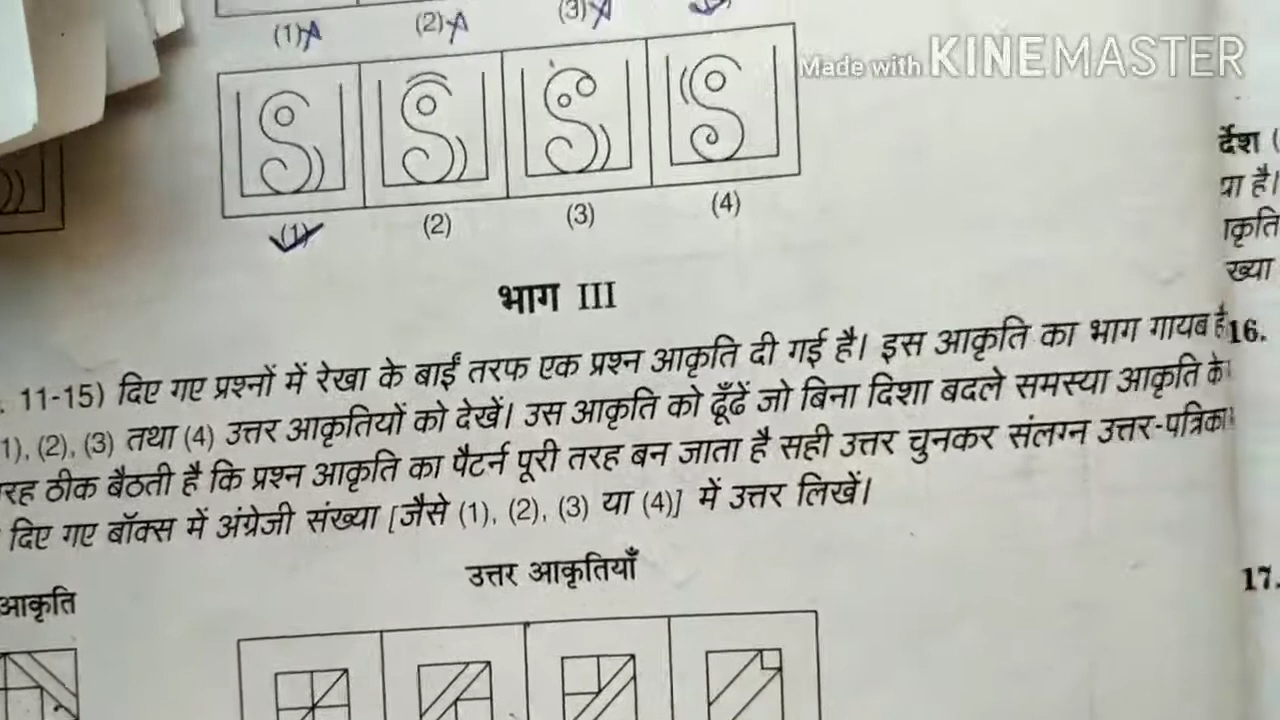 (1) (2) (3)
Made with KINEMASTER
(1) (2) (3) (4)
र्देश (
या है।
ाकृति
ख्या
भाग III
. 11-15) दिए गए प्रश्नों में रेखा के बाईं तरफ एक प्रश्न आकृति दी गई है। इस आकृति का भाग गायब है
1), (2), (3) तथा (4) उत्तर आकृतियों को देखें। उस आकृति को ढूँढें जो बिना दिशा बदले समस्या आकृति के
रह ठीक बैठती है कि प्रश्न आकृति का पैटर्न पूरी तरह बन जाता है सही उत्तर चुनकर संलग्न उत्तर-पत्रिका
दिए गए बॉक्स में अंग्रेजी संख्या [जैसे (1), (2), (3) या (4)] में उत्तर लिखें।
16.
उत्तर आकृतियाँ
आकृति
17.